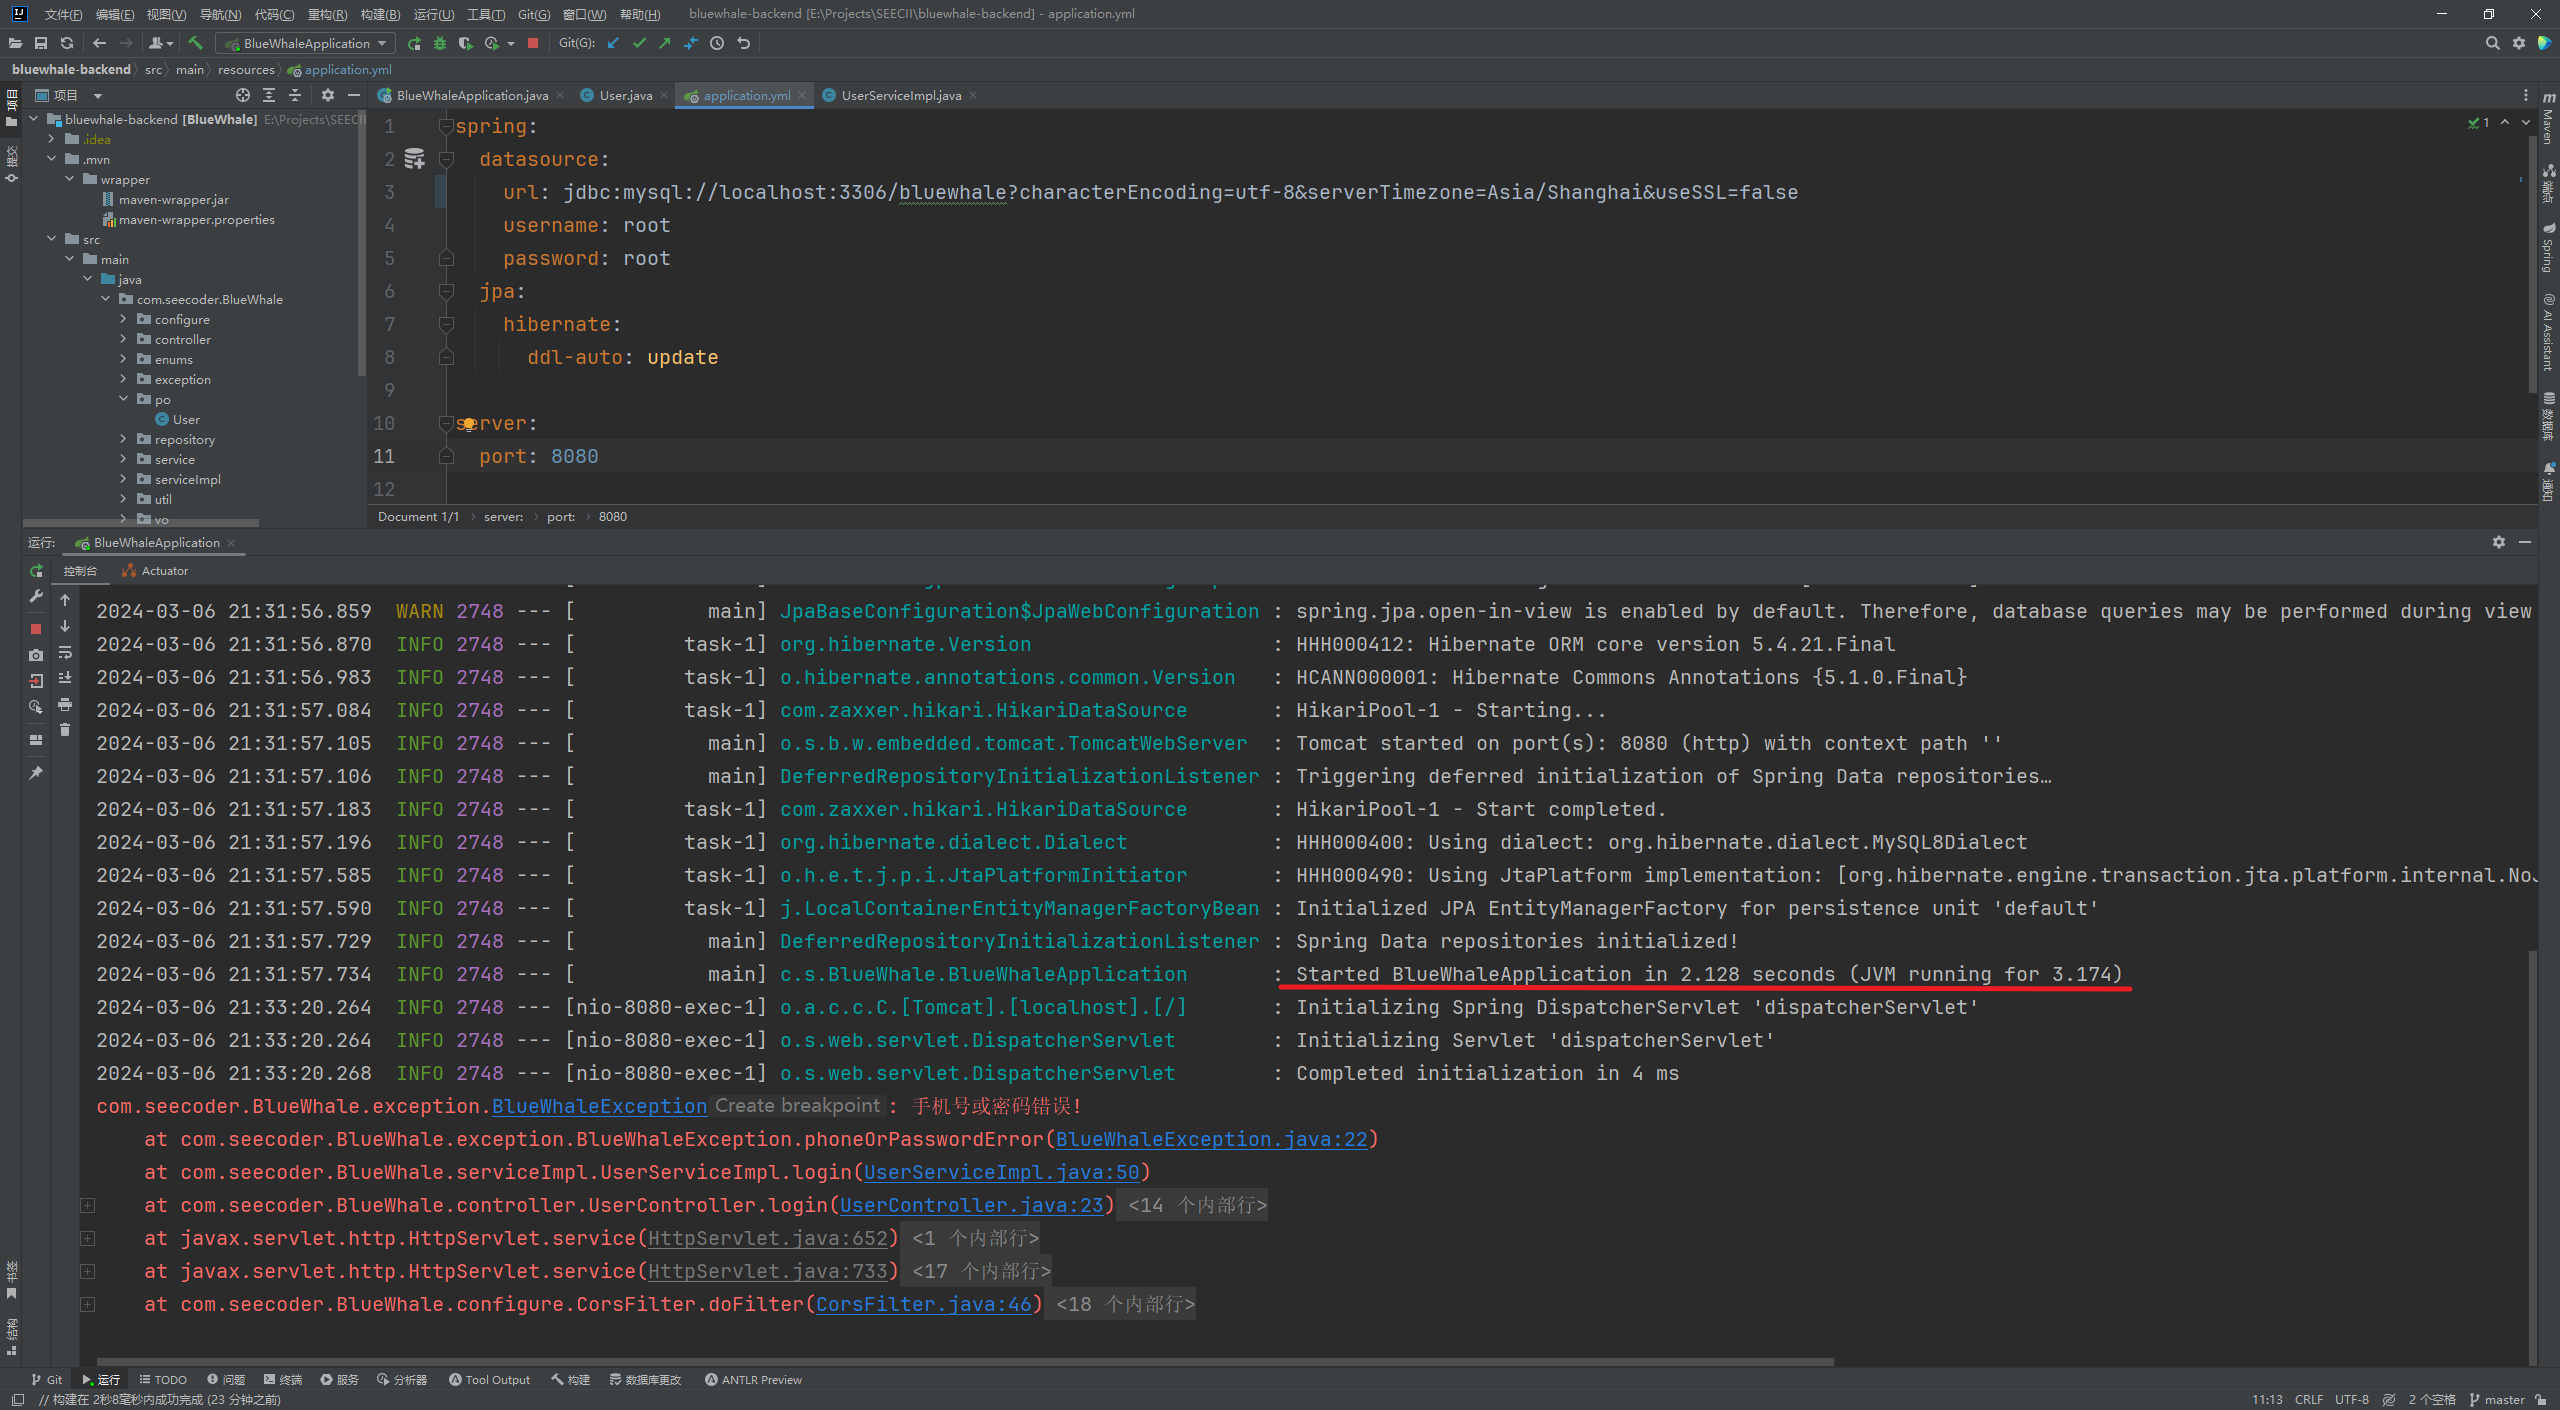 文件(F) 编辑(E) 视图(V) 导航(N) 代码(C) 重构(R) 构建(B) 运行(U) 工具(T) Git(G) 窗口(W) 帮助(H) bluewhale-backend [E:\Projects\SEECII\bluewhale-backend] - application.yml
BlueWhaleApplication Git(G):
bluewhale-backend src main resources application.yml
项目
BlueWhaleApplication.java User.java application.yml UserServiceImpl.java
bluewhale-backend [BlueWhale] E:\Projects\SEECII
.idea
.mvn
wrapper
maven-wrapper.jar
maven-wrapper.properties
src
main
java
com.seecoder.BlueWhale
configure
controller
enums
exception
po
User
repository
service
serviceImpl
util
vo
1 spring:
2 datasource:
3 url: jdbc:mysql://localhost:3306/bluewhale?characterEncoding=utf-8&serverTimezone=Asia/Shanghai&useSSL=false
4 username: root
5 password: root
6 jpa:
7 hibernate:
8 ddl-auto: update
9
10 server:
11 port: 8080
12
1
Document 1/1 server: port: 8080
项目
提交
书签
结构
Maven
端点
Spring
AI Assistant
数据库
通知
运行: BlueWhaleApplication
控制台 Actuator
2024-03-06 21:31:56.859 WARN 2748 --- [ main] JpaBaseConfiguration$JpaWebConfiguration : spring.jpa.open-in-view is enabled by default. Therefore, database queries may be performed during view
2024-03-06 21:31:56.870 INFO 2748 --- [ task-1] org.hibernate.Version : HHH000412: Hibernate ORM core version 5.4.21.Final
2024-03-06 21:31:56.983 INFO 2748 --- [ task-1] o.hibernate.annotations.common.Version : HCANN000001: Hibernate Commons Annotations {5.1.0.Final}
2024-03-06 21:31:57.084 INFO 2748 --- [ task-1] com.zaxxer.hikari.HikariDataSource : HikariPool-1 - Starting...
2024-03-06 21:31:57.105 INFO 2748 --- [ main] o.s.b.w.embedded.tomcat.TomcatWebServer : Tomcat started on port(s): 8080 (http) with context path ''
2024-03-06 21:31:57.106 INFO 2748 --- [ main] DeferredRepositoryInitializationListener : Triggering deferred initialization of Spring Data repositories…
2024-03-06 21:31:57.183 INFO 2748 --- [ task-1] com.zaxxer.hikari.HikariDataSource : HikariPool-1 - Start completed.
2024-03-06 21:31:57.196 INFO 2748 --- [ task-1] org.hibernate.dialect.Dialect : HHH000400: Using dialect: org.hibernate.dialect.MySQL8Dialect
2024-03-06 21:31:57.585 INFO 2748 --- [ task-1] o.h.e.t.j.p.i.JtaPlatformInitiator : HHH000490: Using JtaPlatform implementation: [org.hibernate.engine.transaction.jta.platform.internal.NoJ
2024-03-06 21:31:57.590 INFO 2748 --- [ task-1] j.LocalContainerEntityManagerFactoryBean : Initialized JPA EntityManagerFactory for persistence unit 'default'
2024-03-06 21:31:57.729 INFO 2748 --- [ main] DeferredRepositoryInitializationListener : Spring Data repositories initialized!
2024-03-06 21:31:57.734 INFO 2748 --- [ main] c.s.BlueWhale.BlueWhaleApplication : Started BlueWhaleApplication in 2.128 seconds (JVM running for 3.174)
2024-03-06 21:33:20.264 INFO 2748 --- [nio-8080-exec-1] o.a.c.c.C.[Tomcat].[localhost].[/] : Initializing Spring DispatcherServlet 'dispatcherServlet'
2024-03-06 21:33:20.264 INFO 2748 --- [nio-8080-exec-1] o.s.web.servlet.DispatcherServlet : Initializing Servlet 'dispatcherServlet'
2024-03-06 21:33:20.268 INFO 2748 --- [nio-8080-exec-1] o.s.web.servlet.DispatcherServlet : Completed initialization in 4 ms
com.seecoder.BlueWhale.exception.BlueWhaleException Create breakpoint : 手机号或密码错误!
at com.seecoder.BlueWhale.exception.BlueWhaleException.phoneOrPasswordError(BlueWhaleException.java:22)
at com.seecoder.BlueWhale.serviceImpl.UserServiceImpl.login(UserServiceImpl.java:50)
at com.seecoder.BlueWhale.controller.UserController.login(UserController.java:23) <14 个内部行>
at javax.servlet.http.HttpServlet.service(HttpServlet.java:652) <1 个内部行>
at javax.servlet.http.HttpServlet.service(HttpServlet.java:733) <17 个内部行>
at com.seecoder.BlueWhale.configure.CorsFilter.doFilter(CorsFilter.java:46) <18 个内部行>
Git 运行 TODO 问题 终端 服务 分析器 Tool Output 构建 数据库更改 ANTLR Preview
// 构建在 2秒8毫秒内成功完成 (23 分钟之前) 11:13 CRLF UTF-8 2 个空格 master